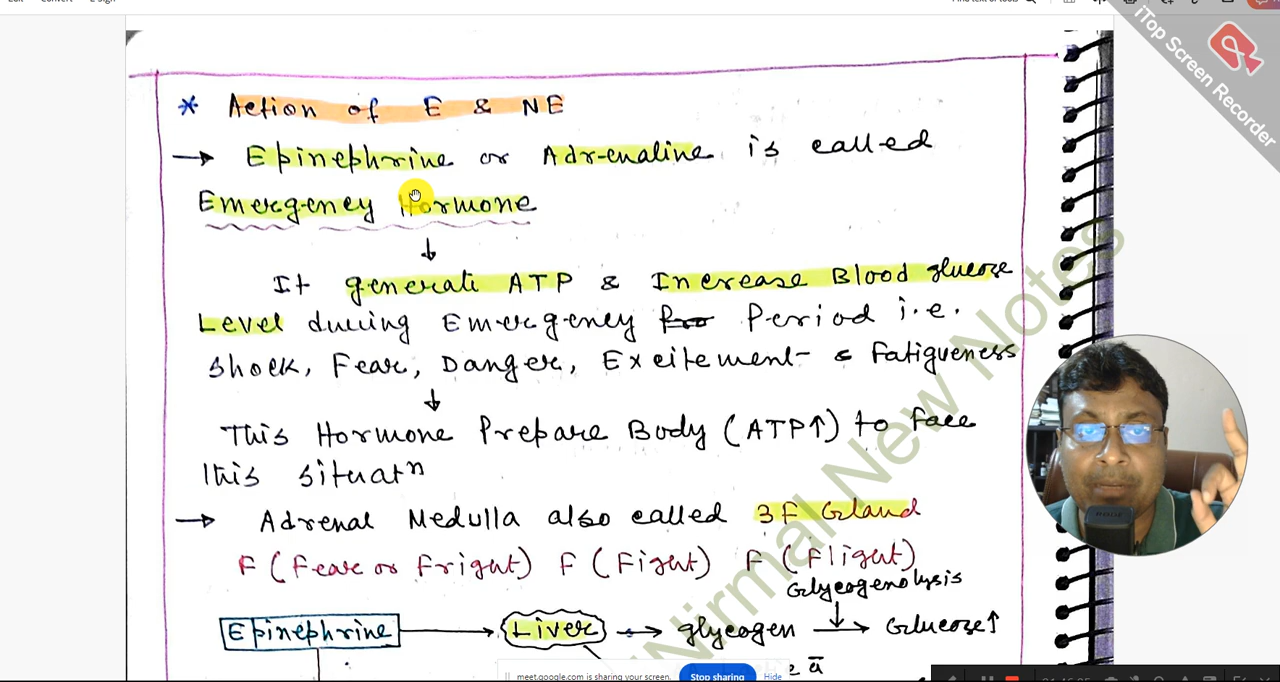 iTop Screen Recorder
* Action of E & NE
→ Epinephrine or Adrenaline is called
Emergency Hormone
↓
It generate ATP & Increase Blood glucose
Level during Emergency Period i.e.
Shock, Fear, Danger, Excitement & Fatigueness
↓
This Hormone Prepare Body (ATP↑) to face
this situatn
→ Adrenal Medulla also called 3F Gland
F (Fear or Fright) F (Fight) F (Flight)
Glycogenolysis
Epinephrine → Liver → glycogen → Glucose↑
Nirmal New Notes
meet.google.com is sharing your screen.
Stop sharing
Hide